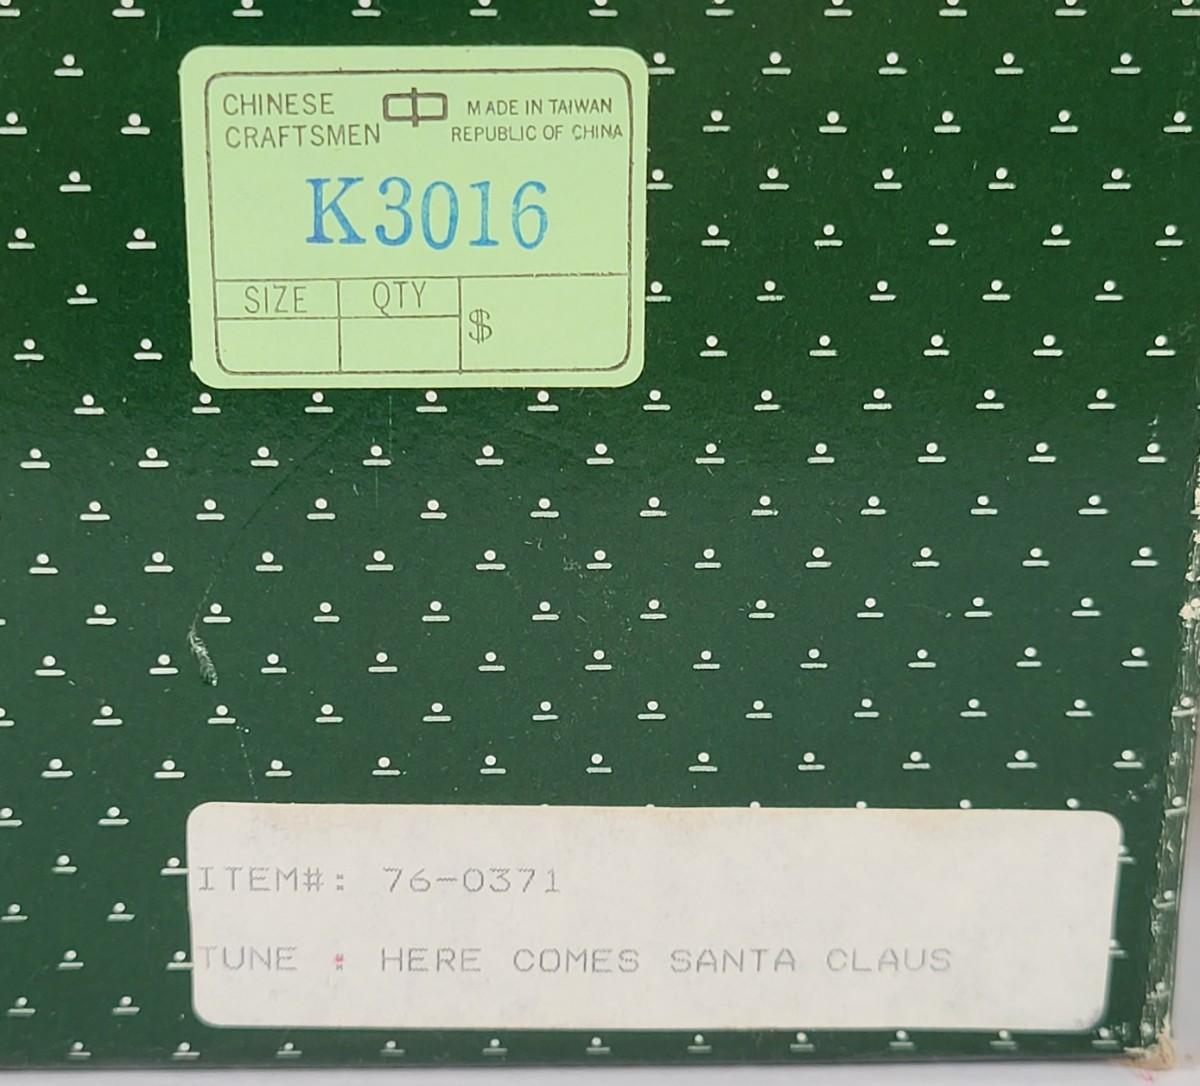 CHINESE
CRAFTSMEN
MADE IN TAIWAN
REPUBLIC OF CHINA
K3016
SIZE QTY $
ITEM#: 76-0371
TUNE : HERE COMES SANTA CLAUS